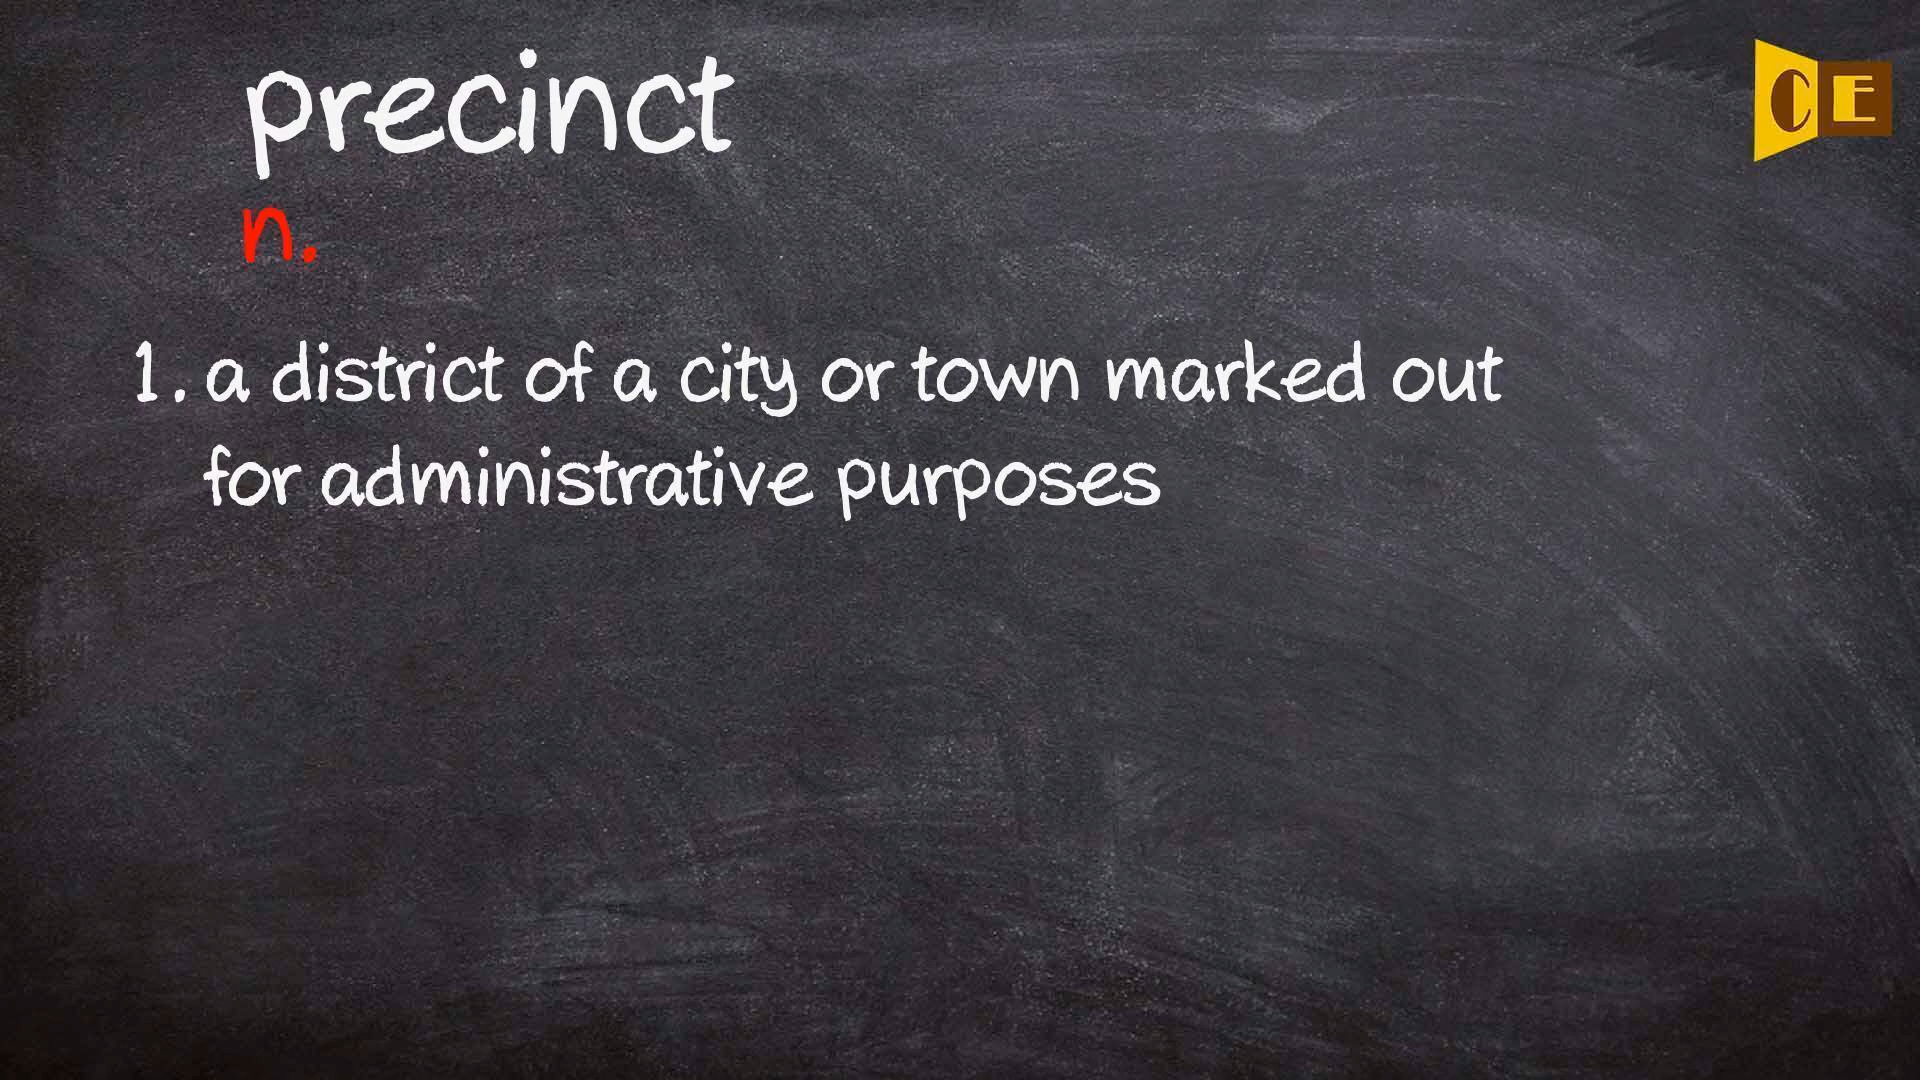 precinct
CE
n.
1. a district of a city or town marked out
for administrative purposes